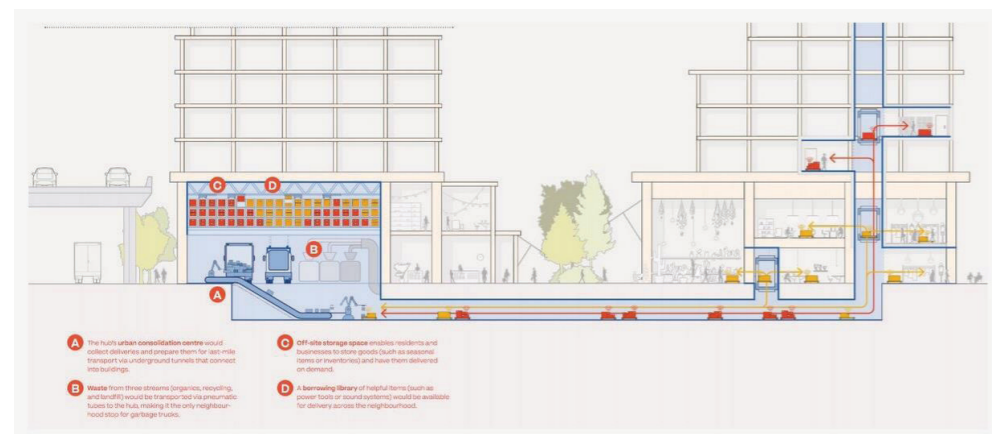 C
D
B
A
A The hub's urban consolidation centre would
collect deliveries and prepare them for last-mile
transport via underground tunnels that connect
into buildings.
B Waste from three streams (organics, recycling,
and landfill) would be transported via pneumatic
tubes to the hub, making it the only neighbour-
hood stop for garbage trucks.
C Off-site storage space enables residents and
businesses to store goods (such as seasonal
items or inventories) and have them delivered
on demand.
D A borrowing library of helpful items (such as
power tools or sound systems) would be available
for delivery across the neighbourhood.